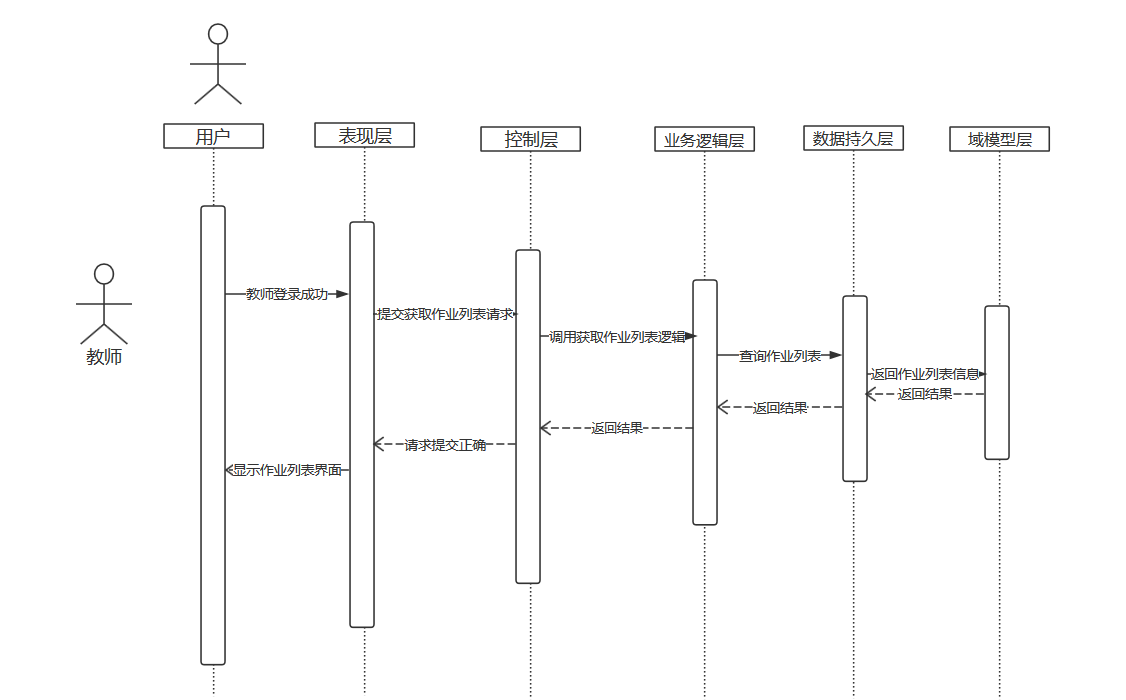 用户
表现层
控制层
业务逻辑层
数据持久层
域模型层
教师
教师登录成功
提交获取作业列表请求
调用获取作业列表逻辑
查询作业列表
返回作业列表信息
返回结果
返回结果
返回结果
请求提交正确
显示作业列表界面